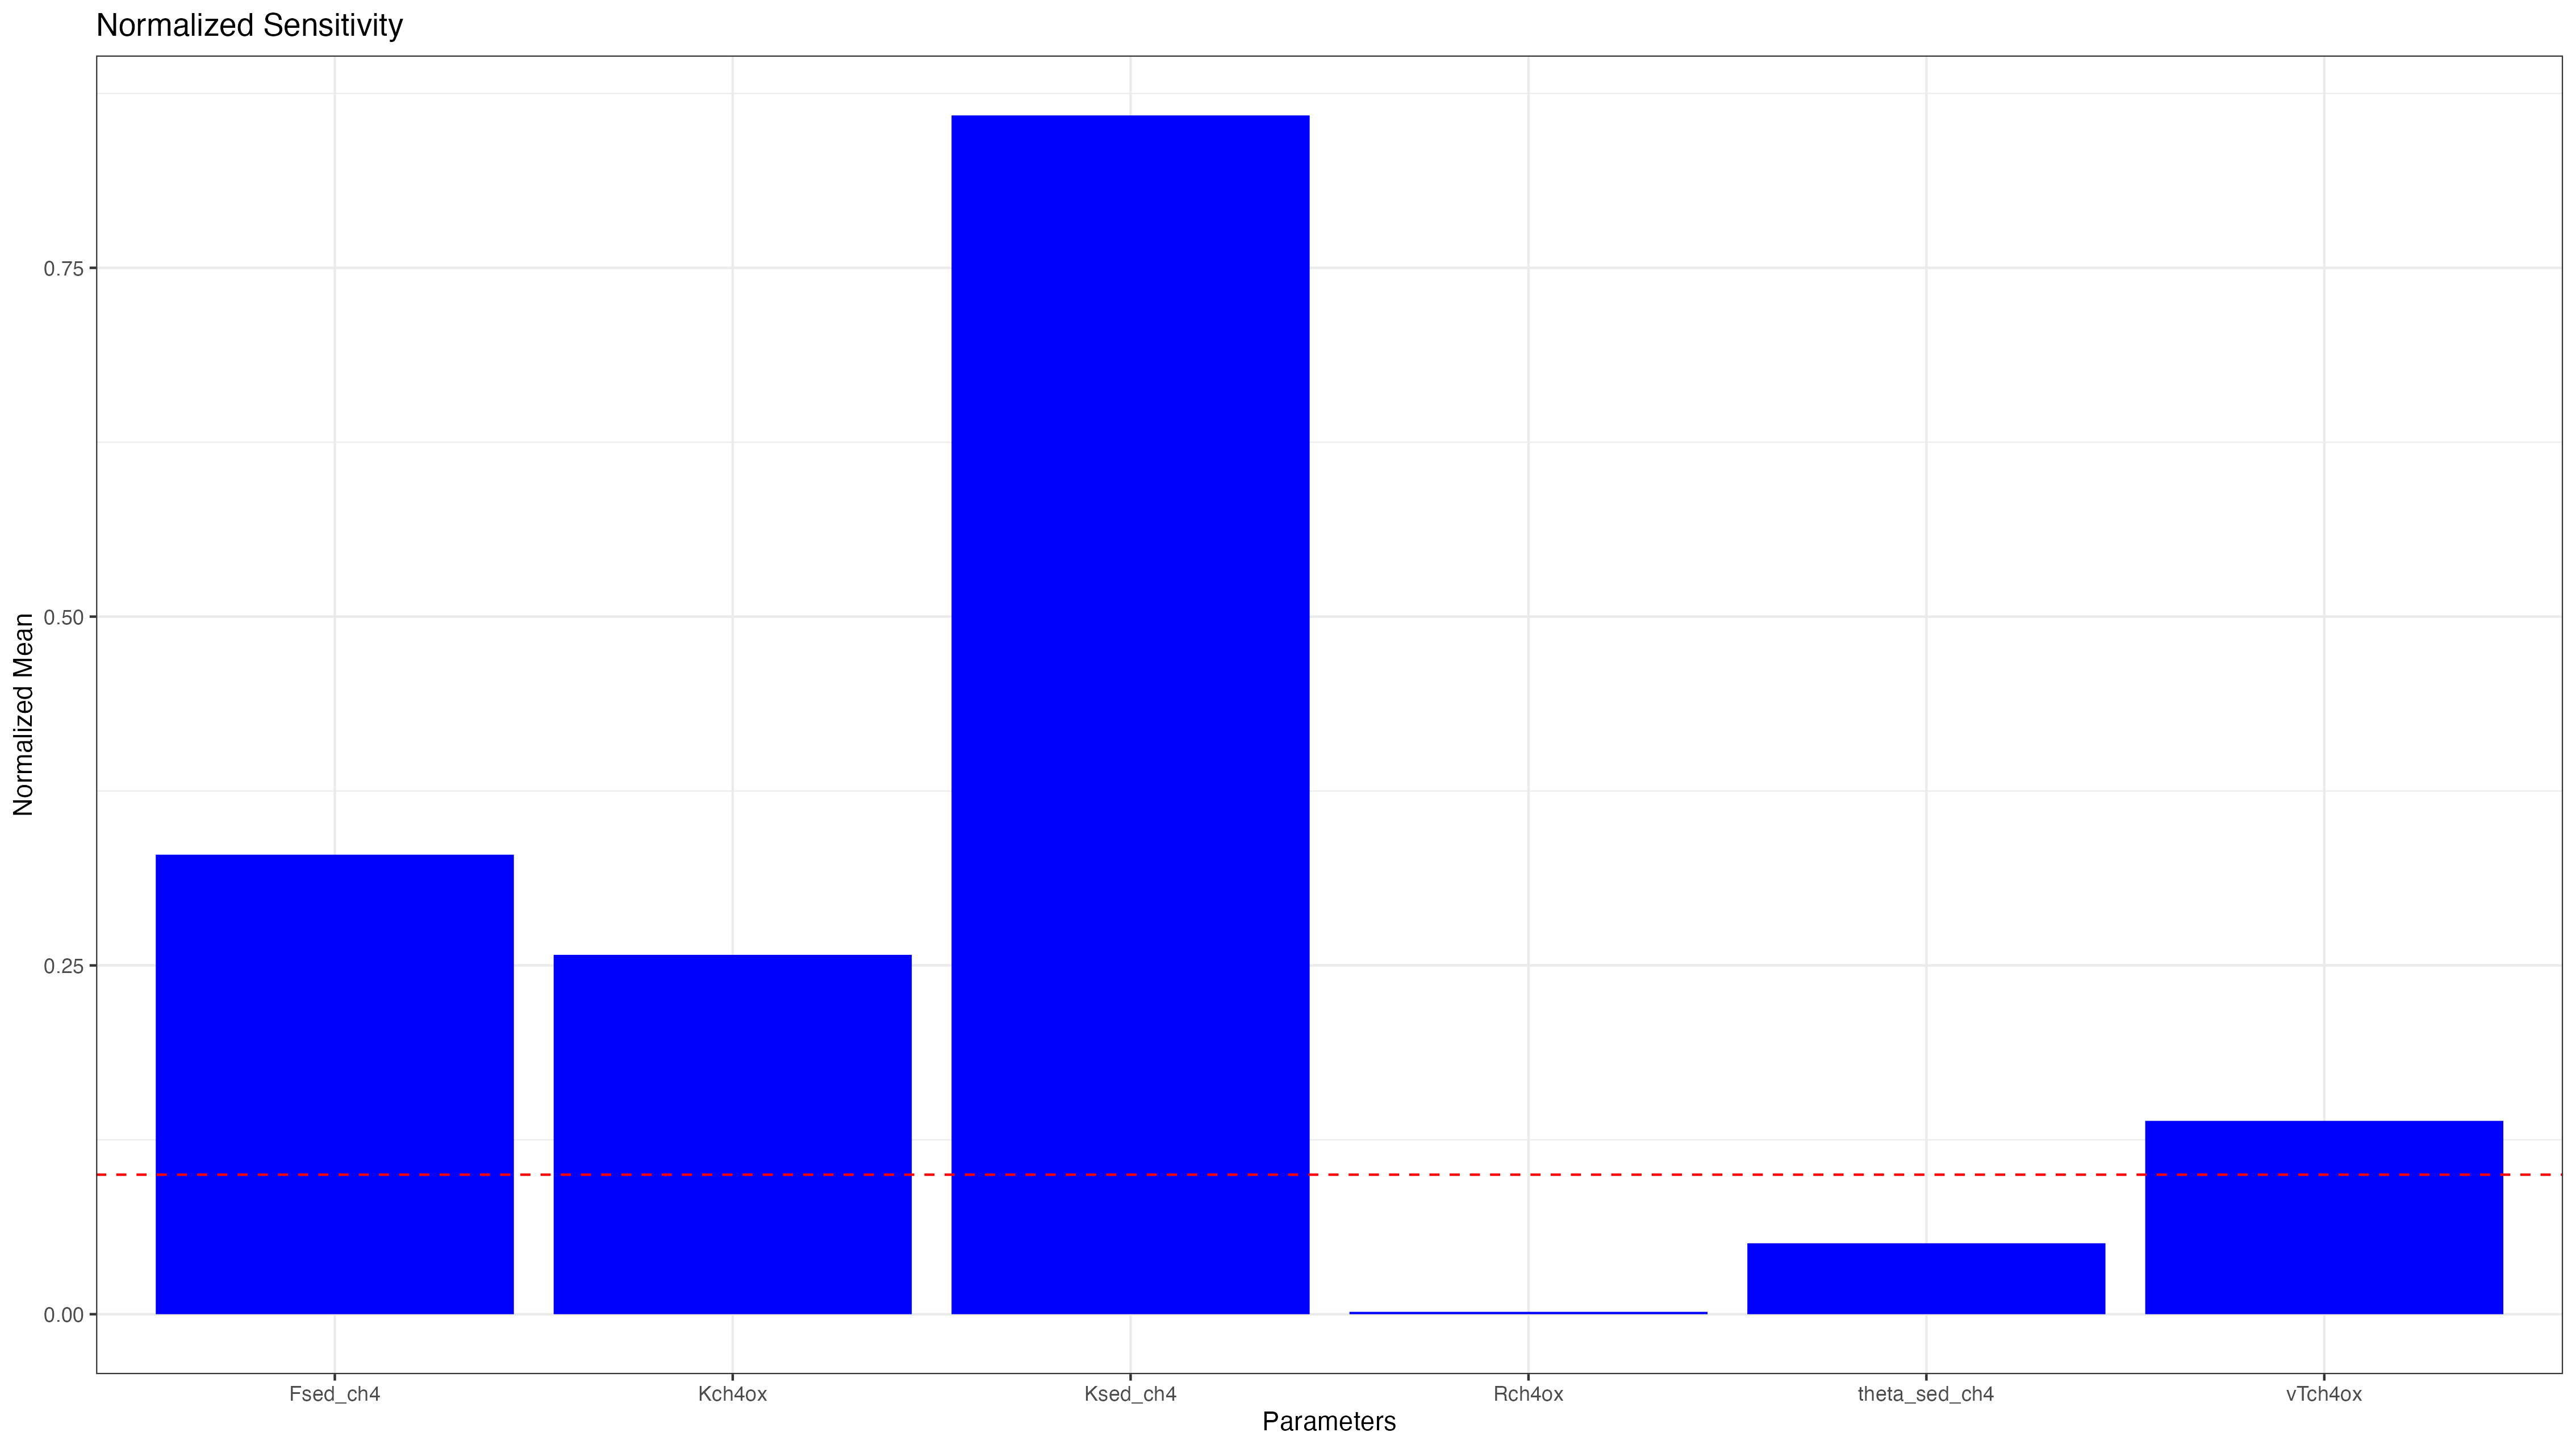 Normalized Sensitivity
Normalized Mean
0.75
0.50
0.25
0.00
Fsed_ch4
Kch4ox
Ksed_ch4
Rch4ox
theta_sed_ch4
vTch4ox
Parameters